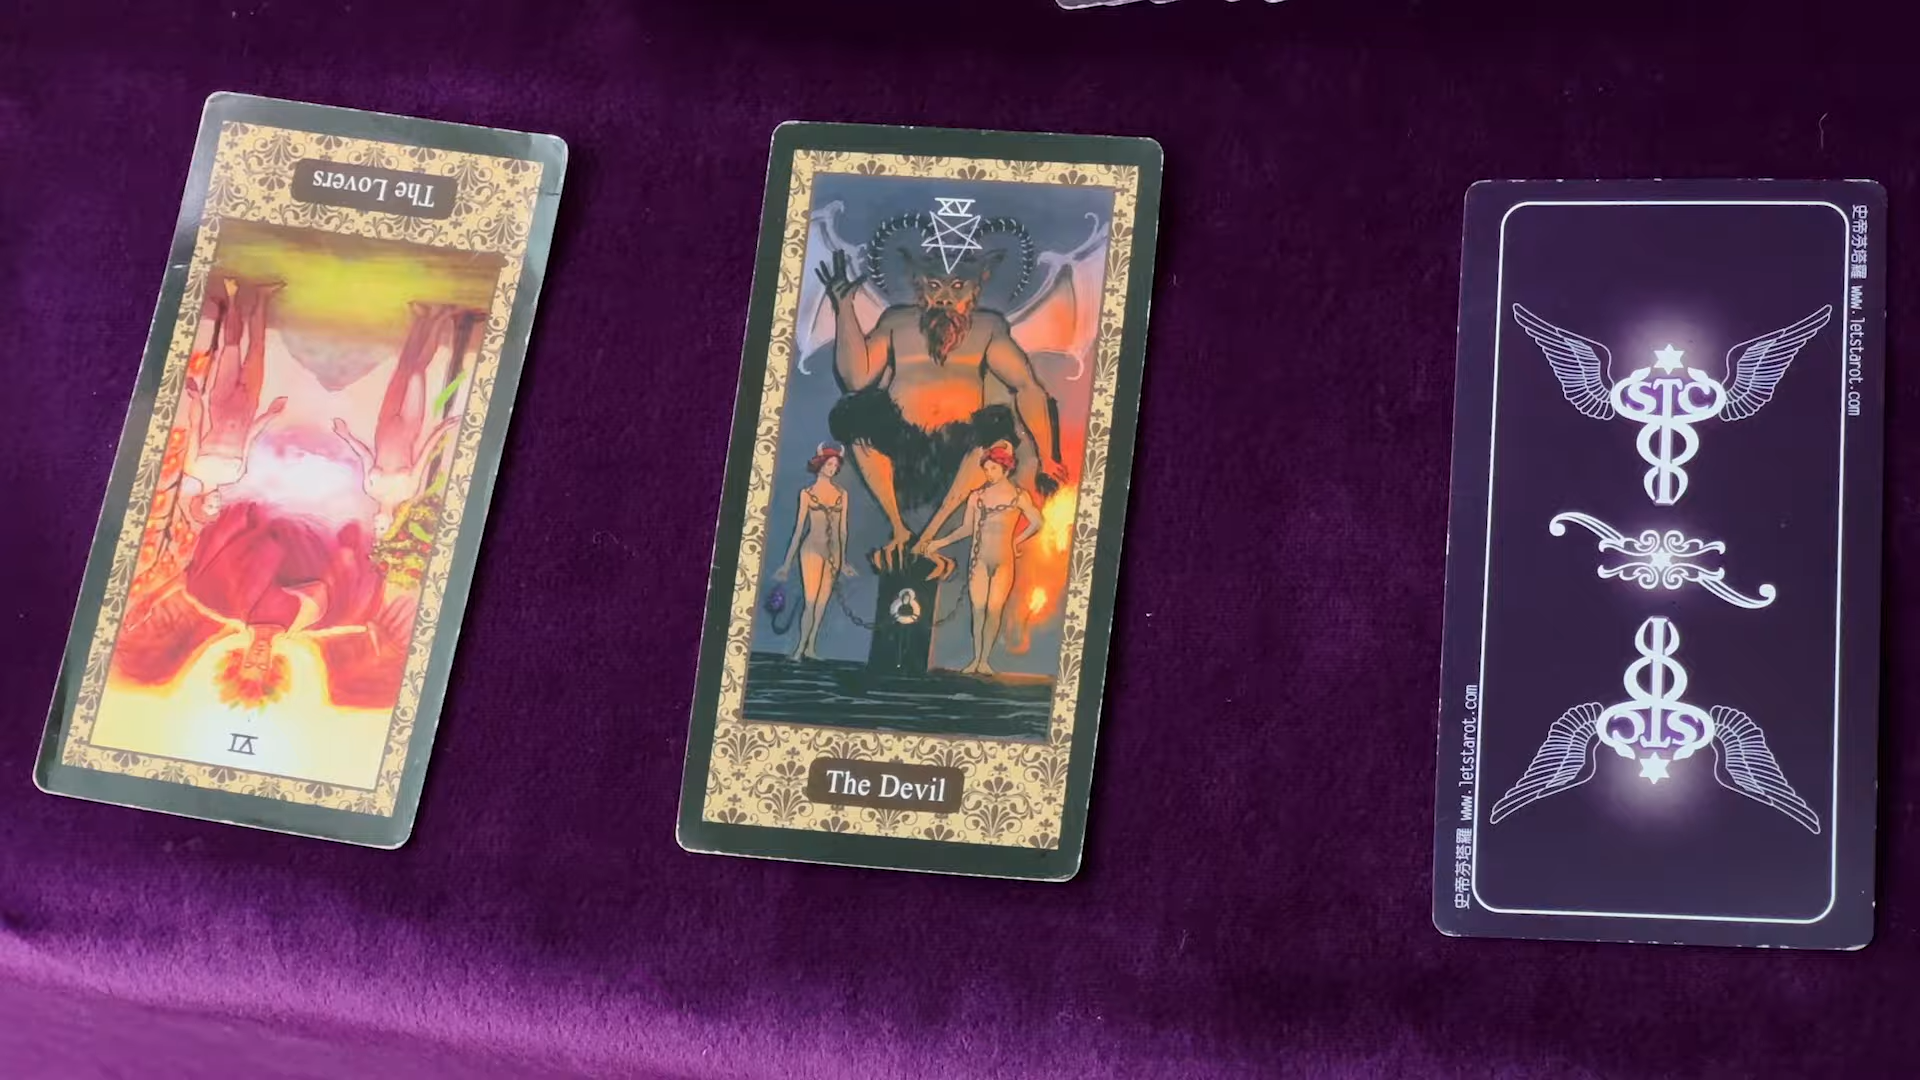 The Lovers
VI
XV
The Devil
史帝芬塔羅 www.letstarot.com
STC
STC
史帝芬塔羅 www.letstarot.com